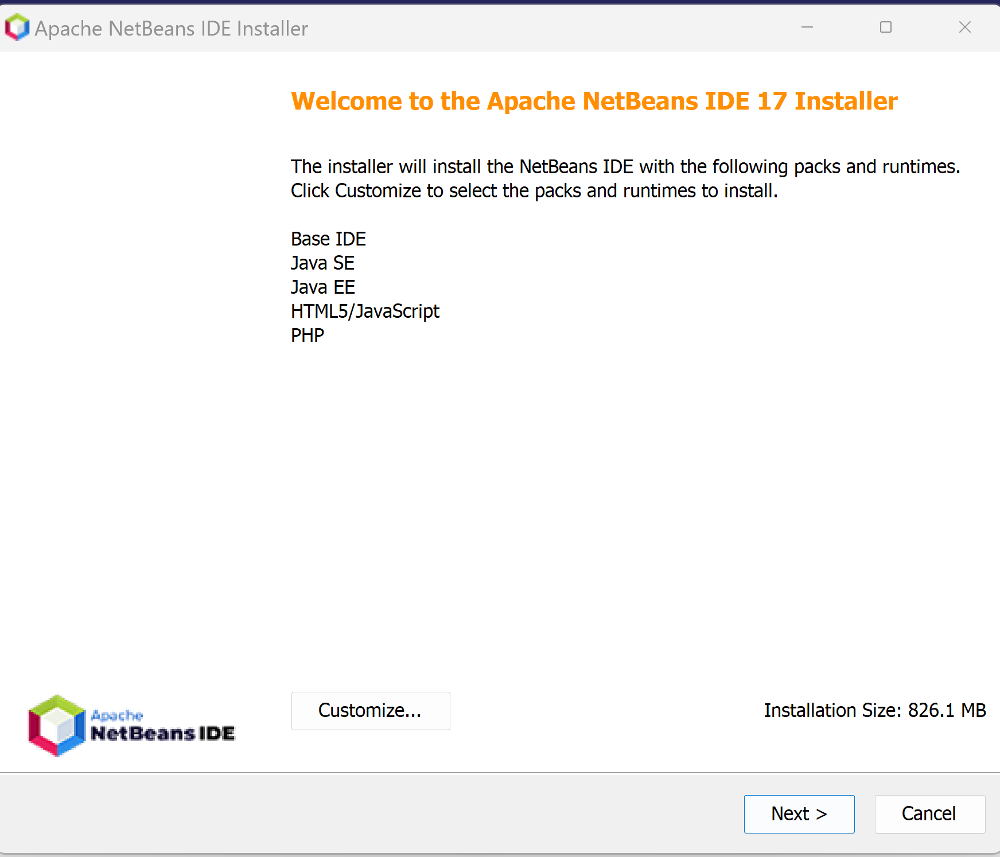 Apache NetBeans IDE Installer
Welcome to the Apache NetBeans IDE 17 Installer
The installer will install the NetBeans IDE with the following packs and runtimes.
Click Customize to select the packs and runtimes to install.
Base IDE
Java SE
Java EE
HTML5/JavaScript
PHP
Apache
NetBeans IDE
Customize...
Installation Size: 826.1 MB
Next >
Cancel